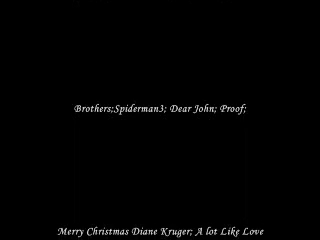 Brothers;Spiderman3; Dear John; Proof;
Merry Christmas Diane Kruger; A lot Like Love